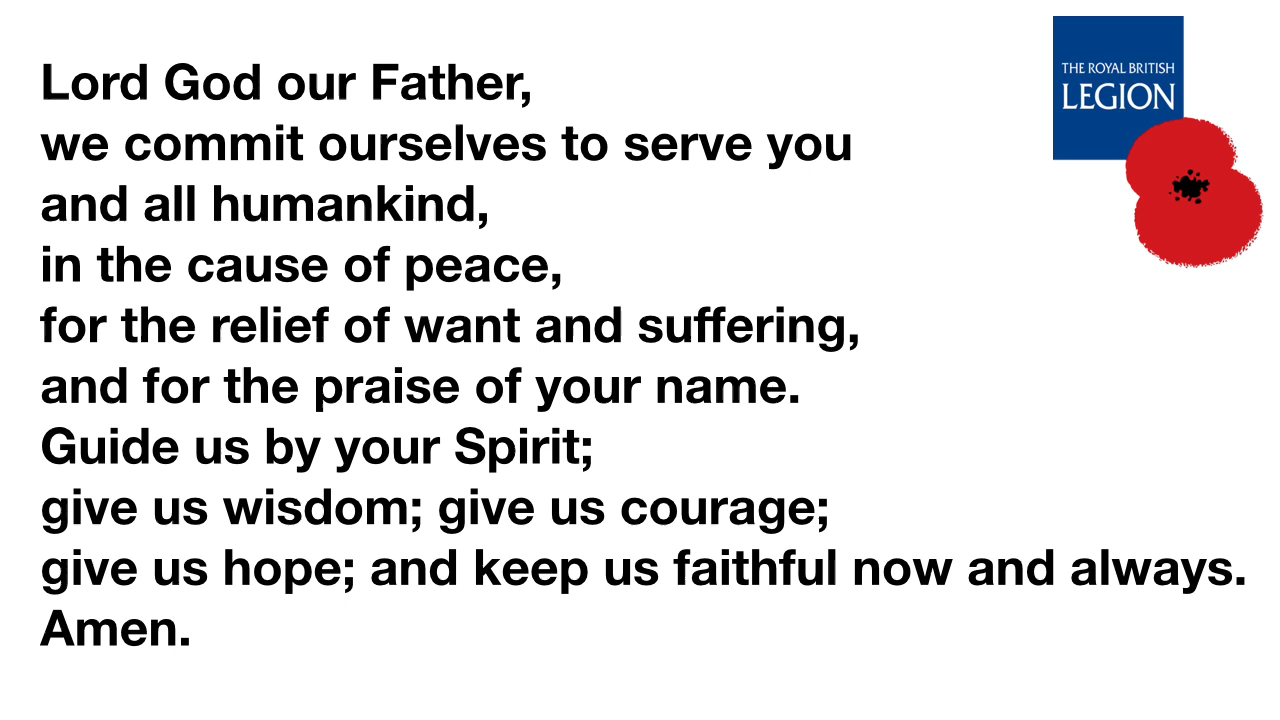 Lord God our Father,
we commit ourselves to serve you
and all humankind,
in the cause of peace,
for the relief of want and suffering,
and for the praise of your name.
Guide us by your Spirit;
give us wisdom; give us courage;
give us hope; and keep us faithful now and always.
Amen.
THE ROYAL BRITISH
LEGION